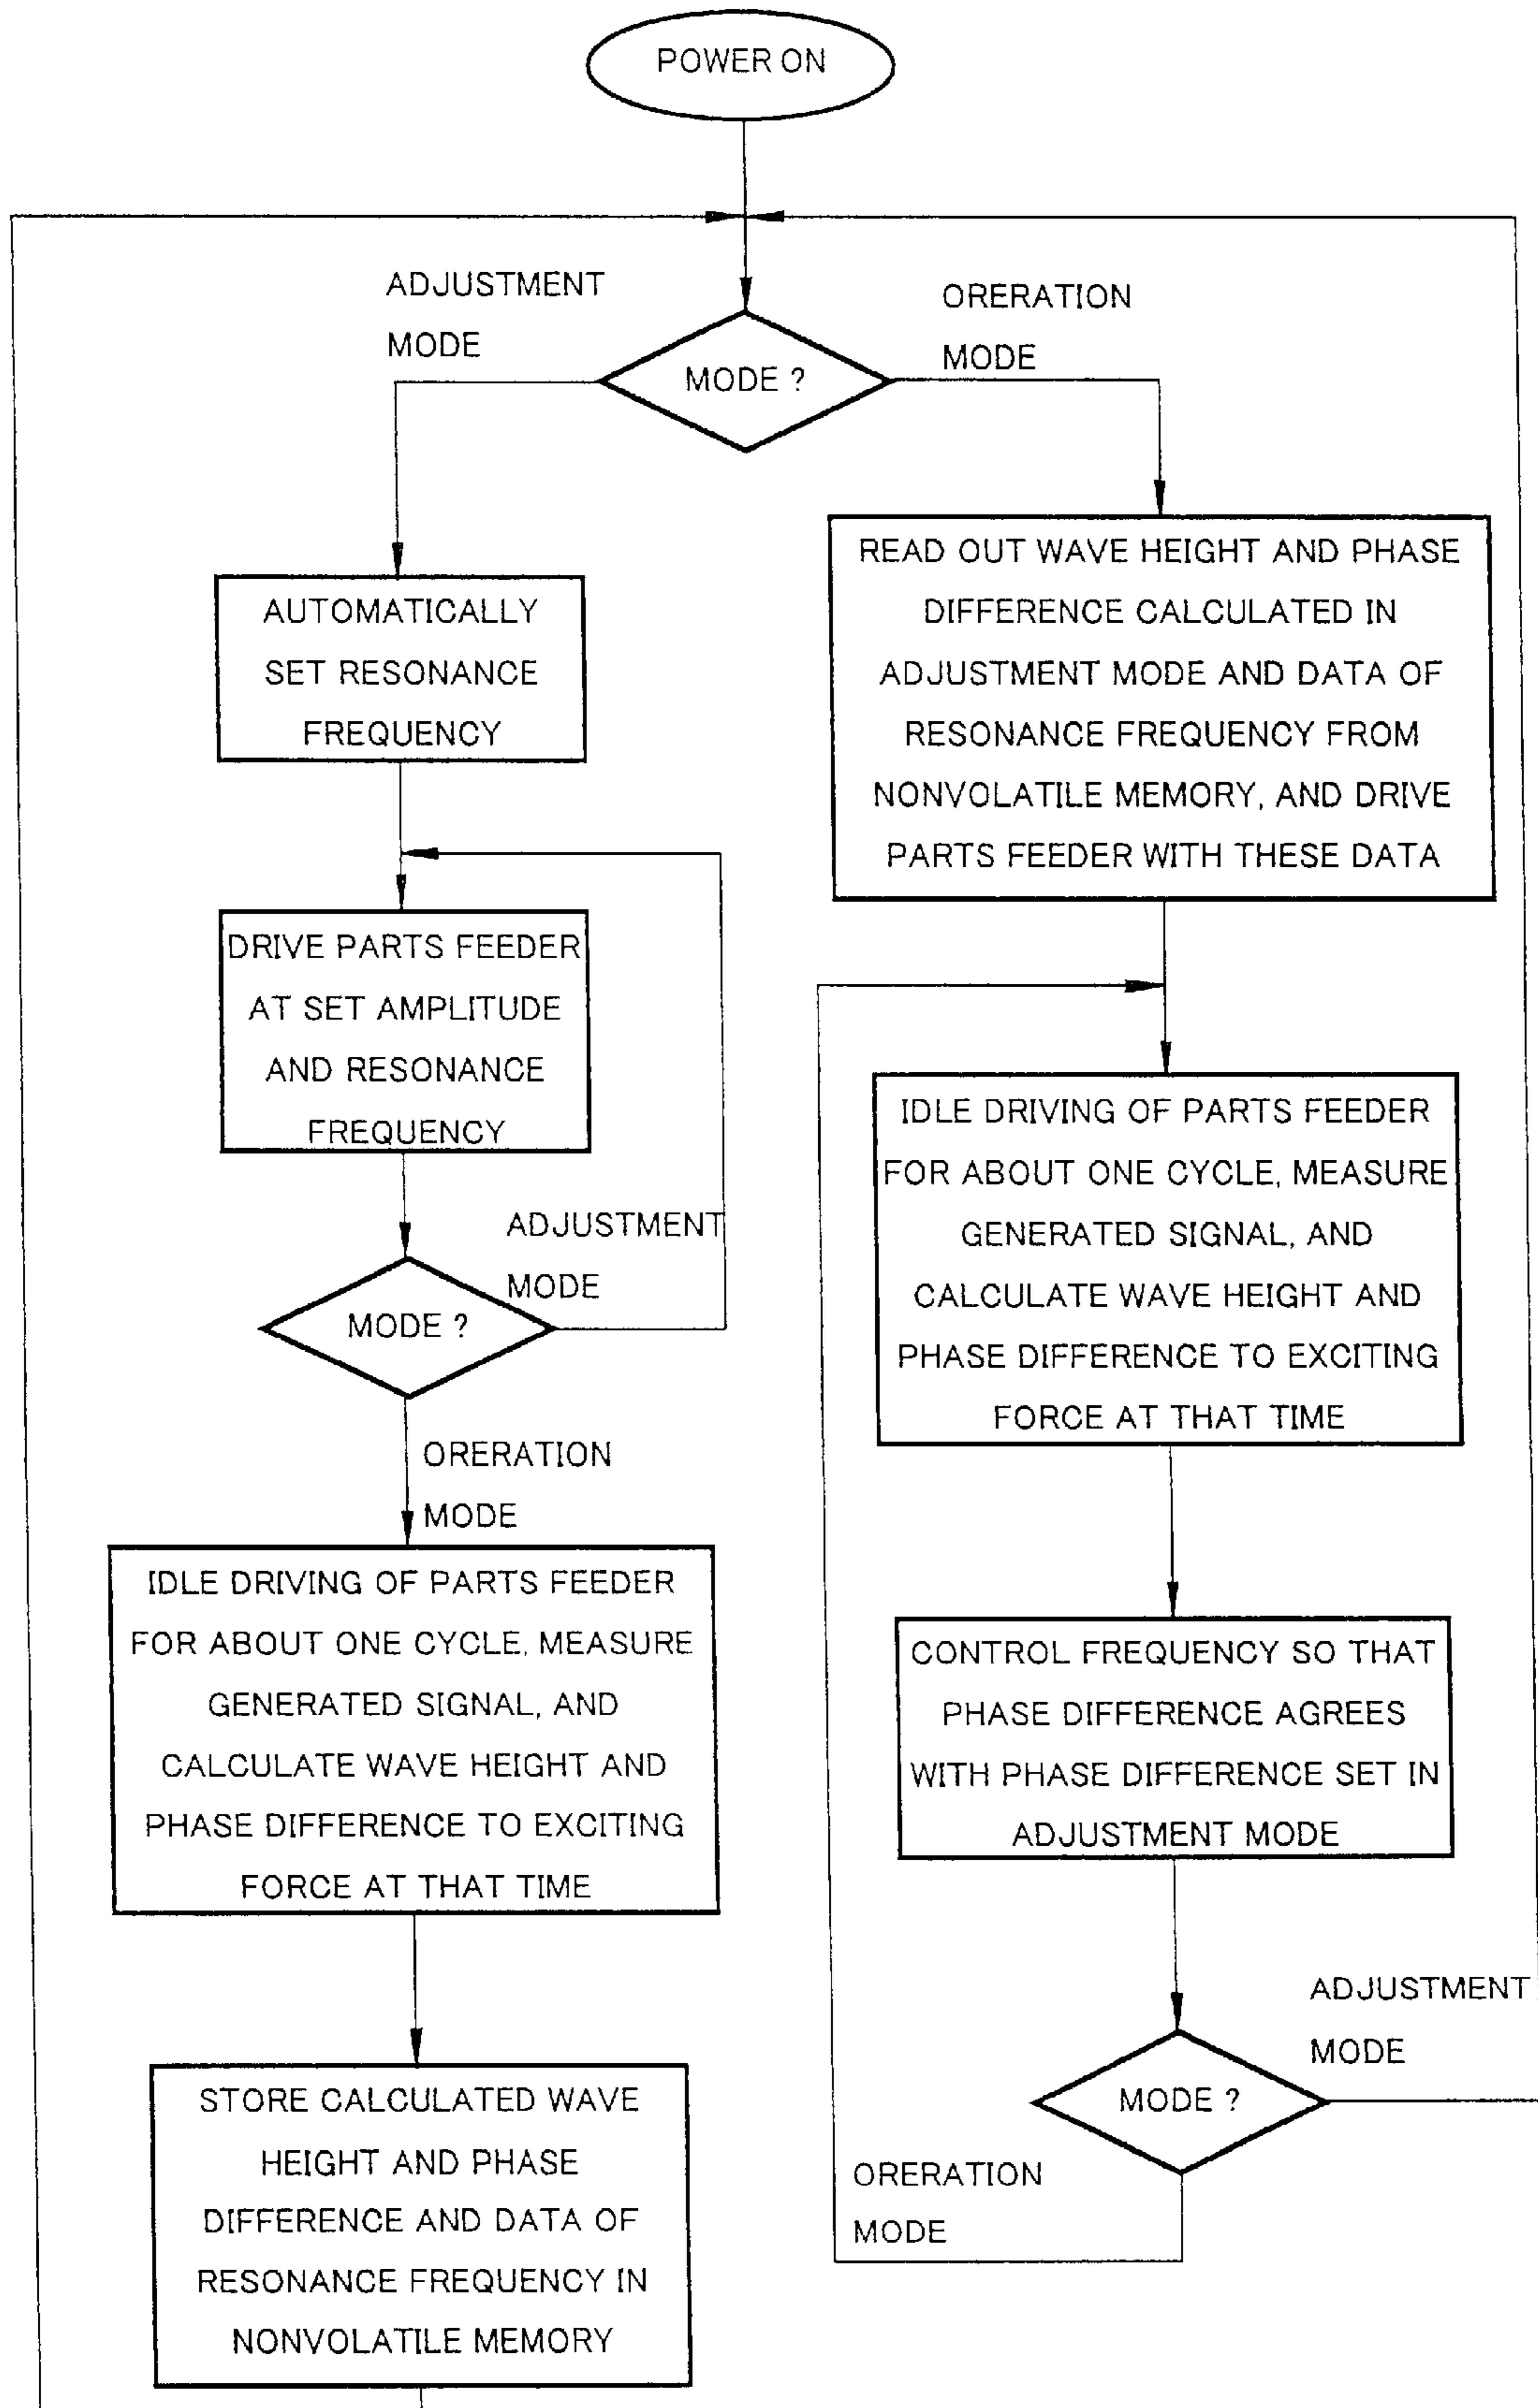 POWER ON
ADJUSTMENT
MODE
ORERATION
MODE
MODE ?
AUTOMATICALLY
SET RESONANCE
FREQUENCY
DRIVE PARTS FEEDER
AT SET AMPLITUDE
AND RESONANCE
FREQUENCY
ADJUSTMENT
MODE
MODE ?
ORERATION
MODE
IDLE DRIVING OF PARTS FEEDER
FOR ABOUT ONE CYCLE, MEASURE
GENERATED SIGNAL, AND
CALCULATE WAVE HEIGHT AND
PHASE DIFFERENCE TO EXCITING
FORCE AT THAT TIME
STORE CALCULATED WAVE
HEIGHT AND PHASE
DIFFERENCE AND DATA OF
RESONANCE FREQUENCY IN
NONVOLATILE MEMORY
READ OUT WAVE HEIGHT AND PHASE
DIFFERENCE CALCULATED IN
ADJUSTMENT MODE AND DATA OF
RESONANCE FREQUENCY FROM
NONVOLATILE MEMORY, AND DRIVE
PARTS FEEDER WITH THESE DATA
IDLE DRIVING OF PARTS FEEDER
FOR ABOUT ONE CYCLE, MEASURE
GENERATED SIGNAL, AND
CALCULATE WAVE HEIGHT AND
PHASE DIFFERENCE TO EXCITING
FORCE AT THAT TIME
CONTROL FREQUENCY SO THAT
PHASE DIFFERENCE AGREES
WITH PHASE DIFFERENCE SET IN
ADJUSTMENT MODE
ADJUSTMENT
MODE
MODE ?
ORERATION
MODE